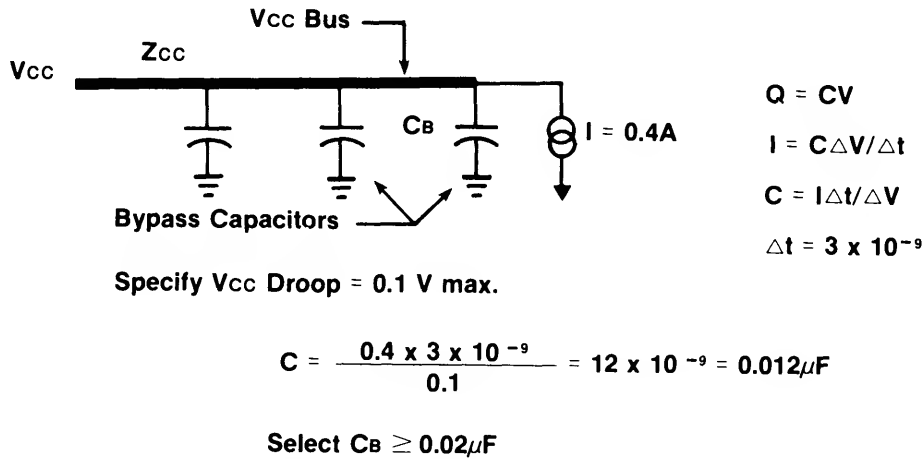 Vcc Bus
Zcc
Vcc
CB
I = 0.4A
Q = CV
I = C△V/△t
C = I△t/△V
△t = 3 x 10⁻⁹
Bypass Capacitors
Specify Vcc Droop = 0.1 V max.
C = 0.4 x 3 x 10⁻⁹ / 0.1 = 12 x 10⁻⁹ = 0.012μF
Select CB ≥ 0.02μF